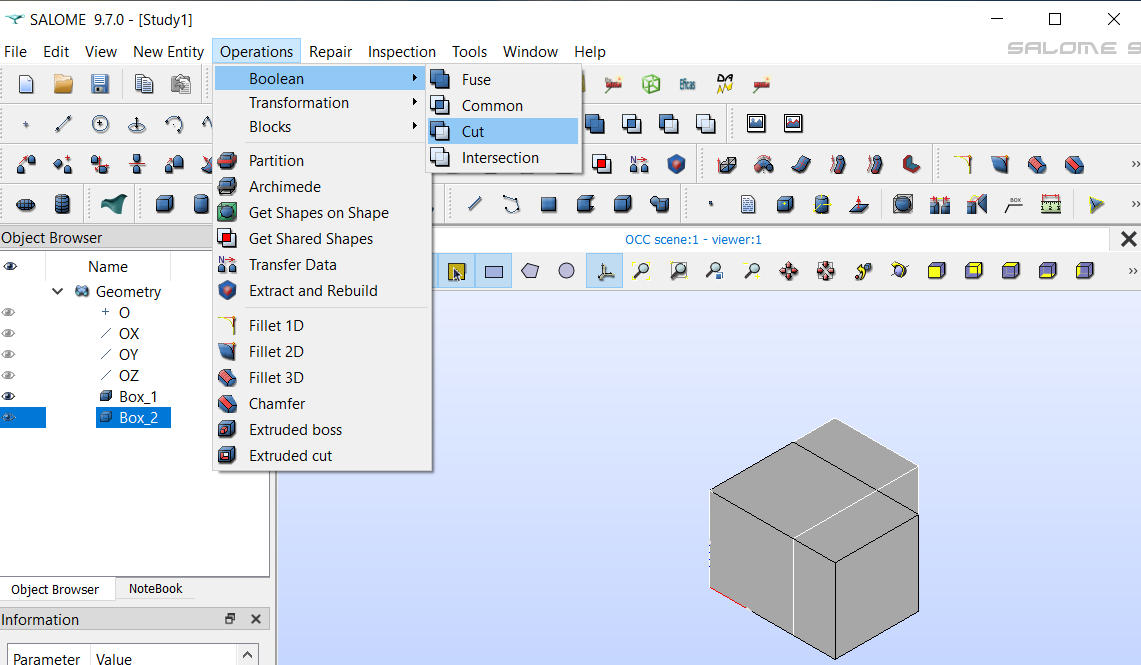 SALOME 9.7.0 - [Study1]
File Edit View New Entity Operations Repair Inspection Tools Window Help
SALOME 9
Boolean
Transformation
Blocks
Partition
Archimede
Get Shapes on Shape
Get Shared Shapes
Transfer Data
Extract and Rebuild
Fillet 1D
Fillet 2D
Fillet 3D
Chamfer
Extruded boss
Extruded cut
Fuse
Common
Cut
Intersection
Eficas
BOX
Object Browser
Name
Geometry
O
OX
OY
OZ
Box_1
Box_2
OCC scene:1 - viewer:1
Object Browser NoteBook
Information
Parameter Value